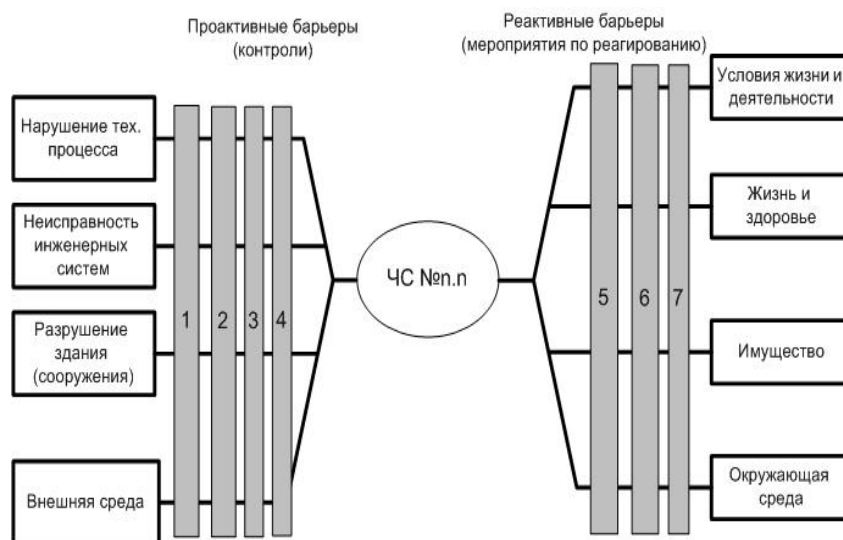 Проактивные барьеры
(контроли)
Реактивные барьеры
(мероприятия по реагированию)
Нарушение тех.
процесса
Неисправность
инженерных
систем
Разрушение
здания
(сооружения)
Внешняя среда
1
2
3
4
ЧС №n.n
5
6
7
Условия жизни и
деятельности
Жизнь и
здоровье
Имущество
Окружающая
среда